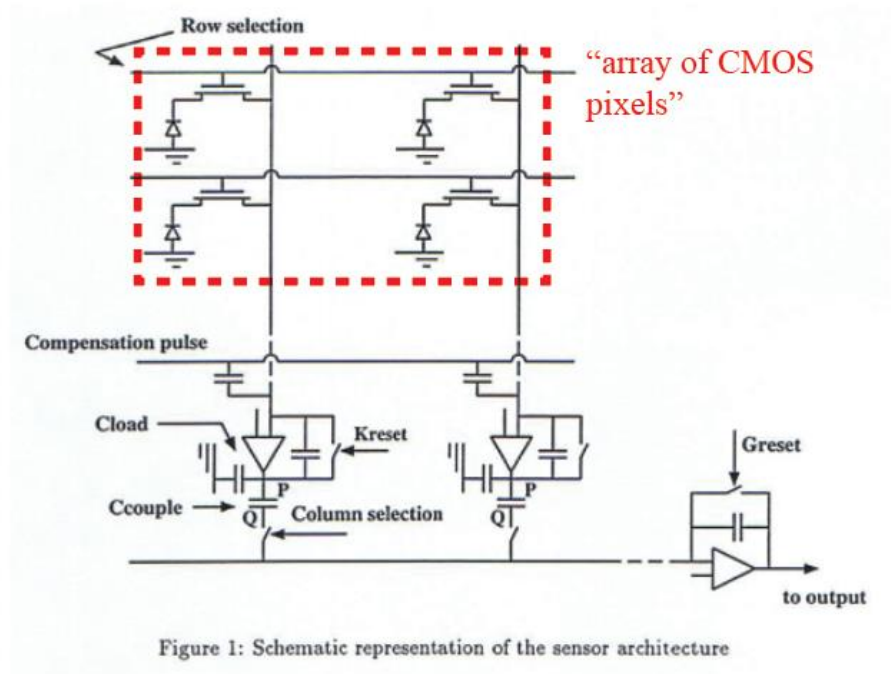 Row selection
“array of CMOS
pixels”
Compensation pulse
Cload
Kreset
Greset
P
P
Ccouple
Q
Column selection
Q
to output
Figure 1: Schematic representation of the sensor architecture